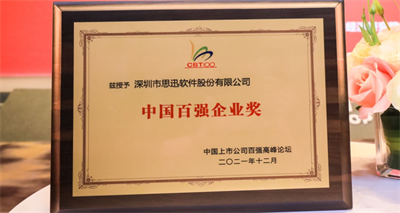 CST100
兹授予 深圳市思迅软件股份有限公司
中国百强企业奖
中国上市公司百强高峰论坛
二〇二一年十二月